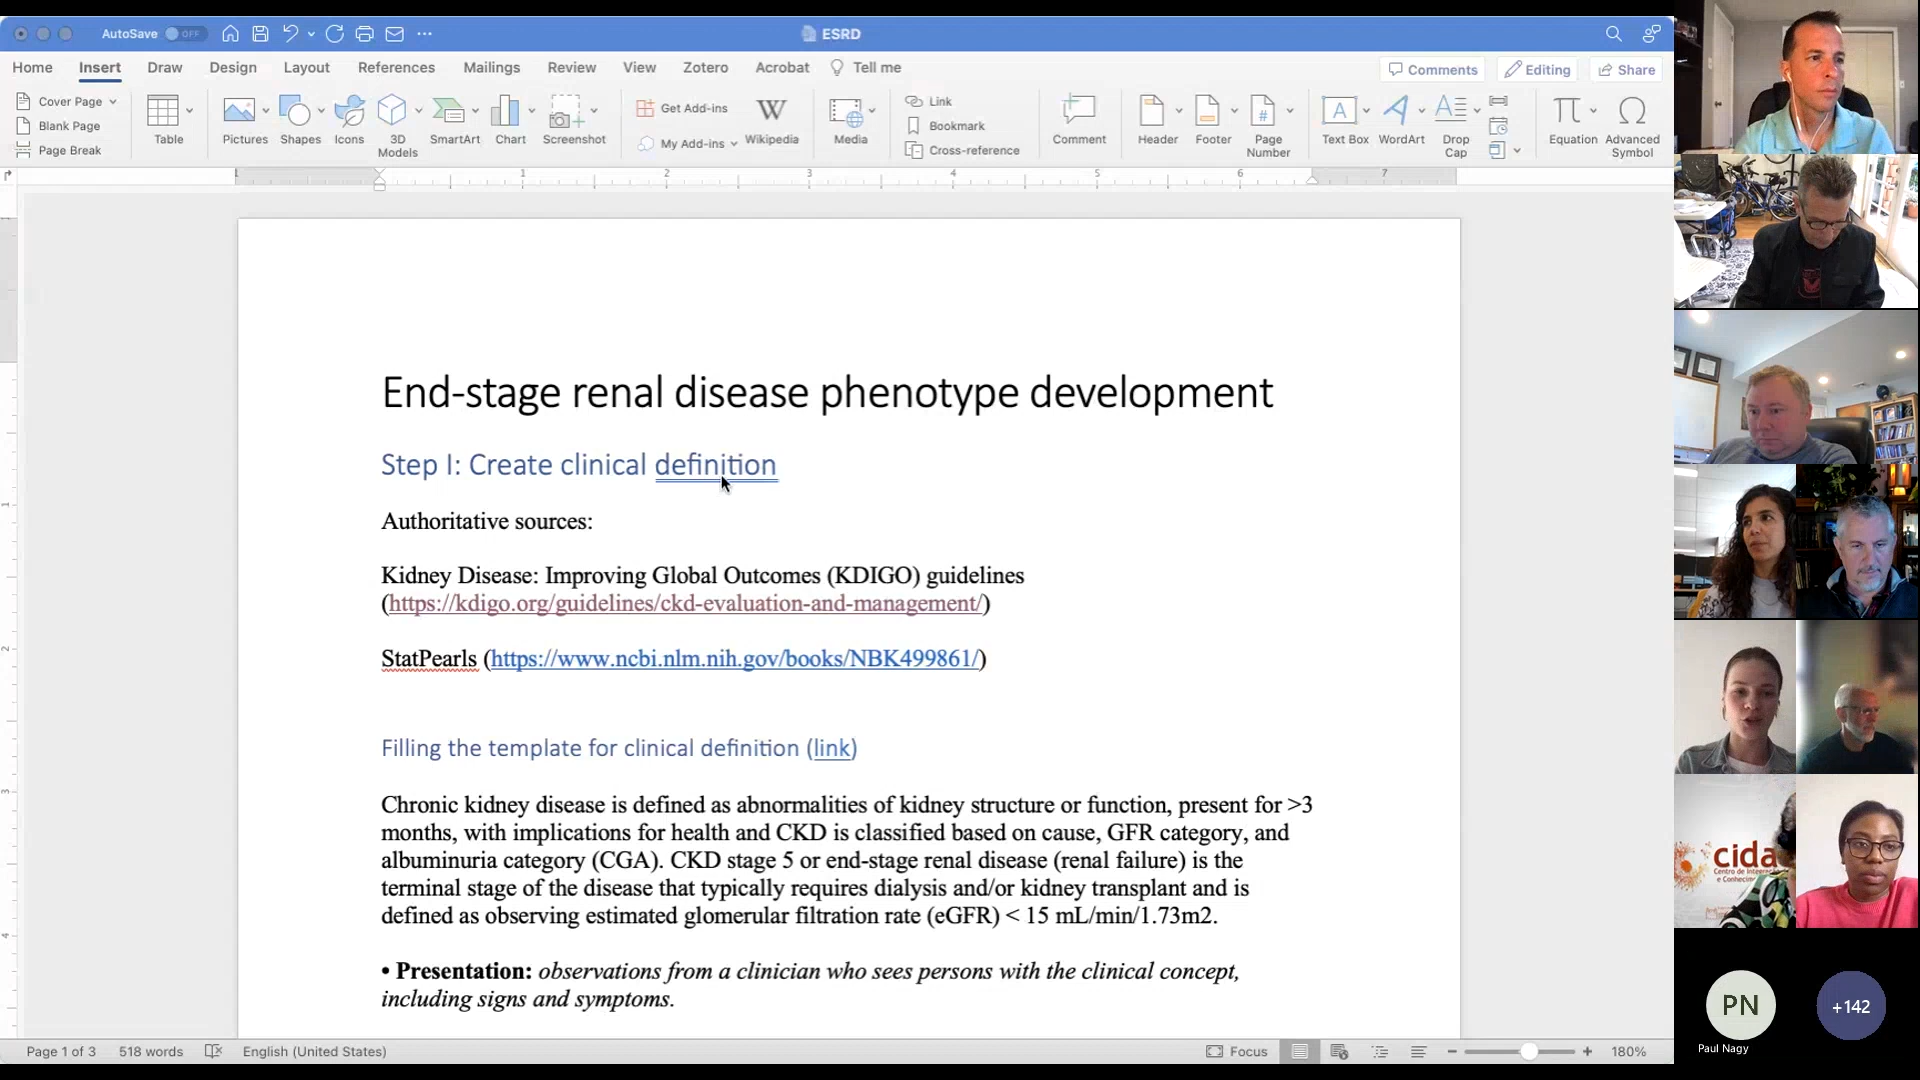 AutoSave OFF
ESRD
Home Insert Draw Design Layout References Mailings Review View Zotero Acrobat Tell me
Comments Editing Share
Cover Page
Blank Page
Page Break
Table
Pictures
Shapes
Icons
3D
Models
SmartArt
Chart
Screenshot
Get Add-ins
My Add-ins
Wikipedia
Media
Link
Bookmark
Cross-reference
Comment
Header
Footer
Page
Number
Text Box
WordArt
Drop
Cap
Equation
Advanced
Symbol
1 2 3 4 5 6 7
End-stage renal disease phenotype development
Step I: Create clinical definition
Authoritative sources:
Kidney Disease: Improving Global Outcomes (KDIGO) guidelines
(https://kdigo.org/guidelines/ckd-evaluation-and-management/)
StatPearls (https://www.ncbi.nlm.nih.gov/books/NBK499861/)
Filling the template for clinical definition (link)
Chronic kidney disease is defined as abnormalities of kidney structure or function, present for >3
months, with implications for health and CKD is classified based on cause, GFR category, and
albuminuria category (CGA). CKD stage 5 or end-stage renal disease (renal failure) is the
terminal stage of the disease that typically requires dialysis and/or kidney transplant and is
defined as observing estimated glomerular filtration rate (eGFR) < 15 mL/min/1.73m2.
• Presentation: observations from a clinician who sees persons with the clinical concept,
including signs and symptoms.
Page 1 of 3 518 words English (United States)
Focus 180%
cida
Centro de
e
PN
Paul Nagy
+142